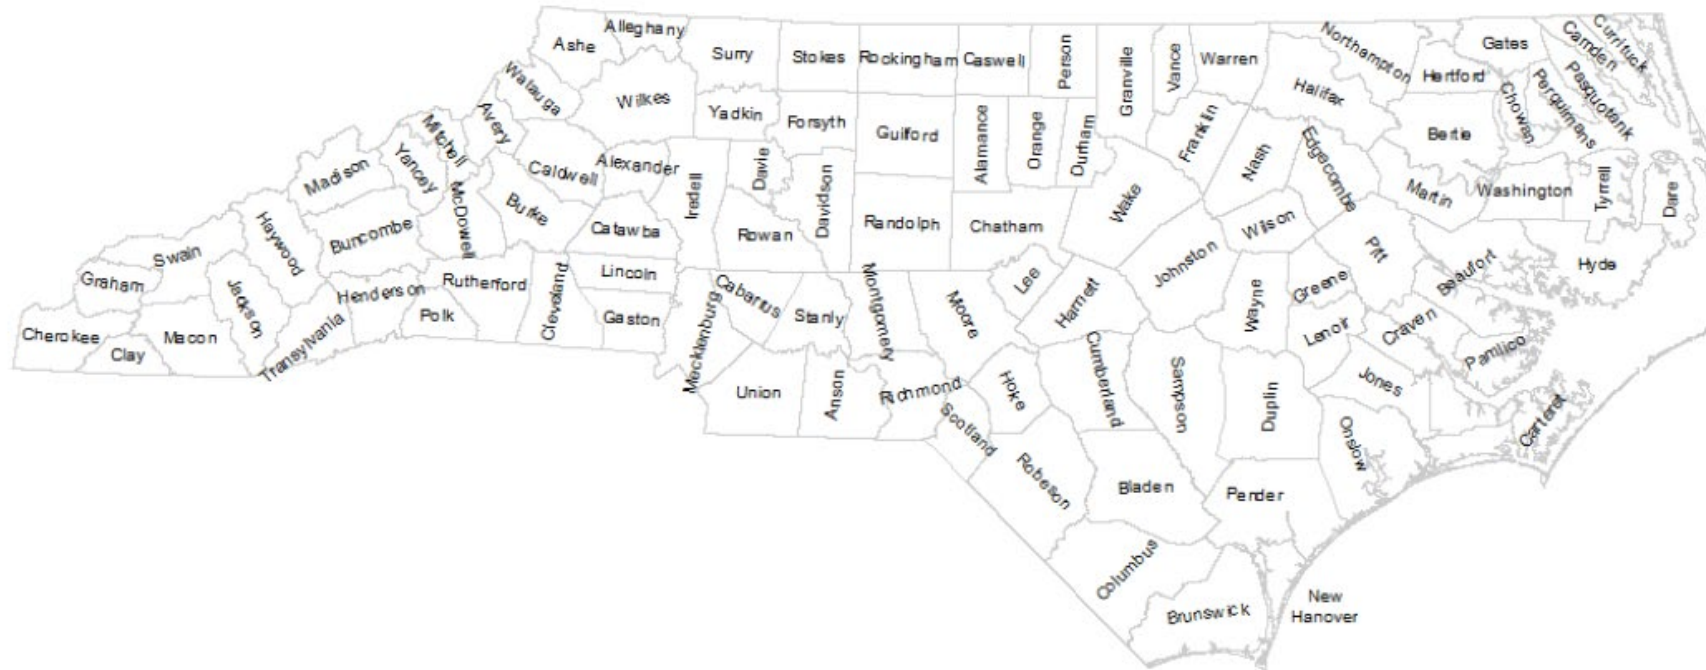 Alleghany
Ashe
Surry
Stokes
Rockingham
Caswell
Person
Granville
Vance
Warren
Northampton
Gates
Camden
Currituck
Hertford
Halifax
Pasquotank
Perquimans
Chowan
Watauga
Wilkes
Yadkin
Forsyth
Guilford
Alamance
Orange
Durham
Franklin
Nash
Edgecombe
Bertie
Martin
Washington
Tyrrell
Dare
Avery
Mitchell
Yancey
Madison
Caldwell
Alexander
Iredell
Davie
Davidson
Randolph
Chatham
Wake
Wilson
Pitt
Beaufort
Hyde
McDowell
Burke
Catawba
Rowan
Buncombe
Haywood
Swain
Graham
Jackson
Henderson
Rutherford
Polk
Cleveland
Lincoln
Gaston
Mecklenburg
Cabarrus
Stanly
Montgomery
Moore
Lee
Harnett
Johnston
Wayne
Greene
Lenoir
Craven
Pamlico
Cherokee
Clay
Macon
Transylvania
Union
Anson
Richmond
Scotland
Hoke
Cumberland
Sampson
Duplin
Jones
Onslow
Carteret
Robeson
Bladen
Pender
Columbus
Brunswick
New
Hanover